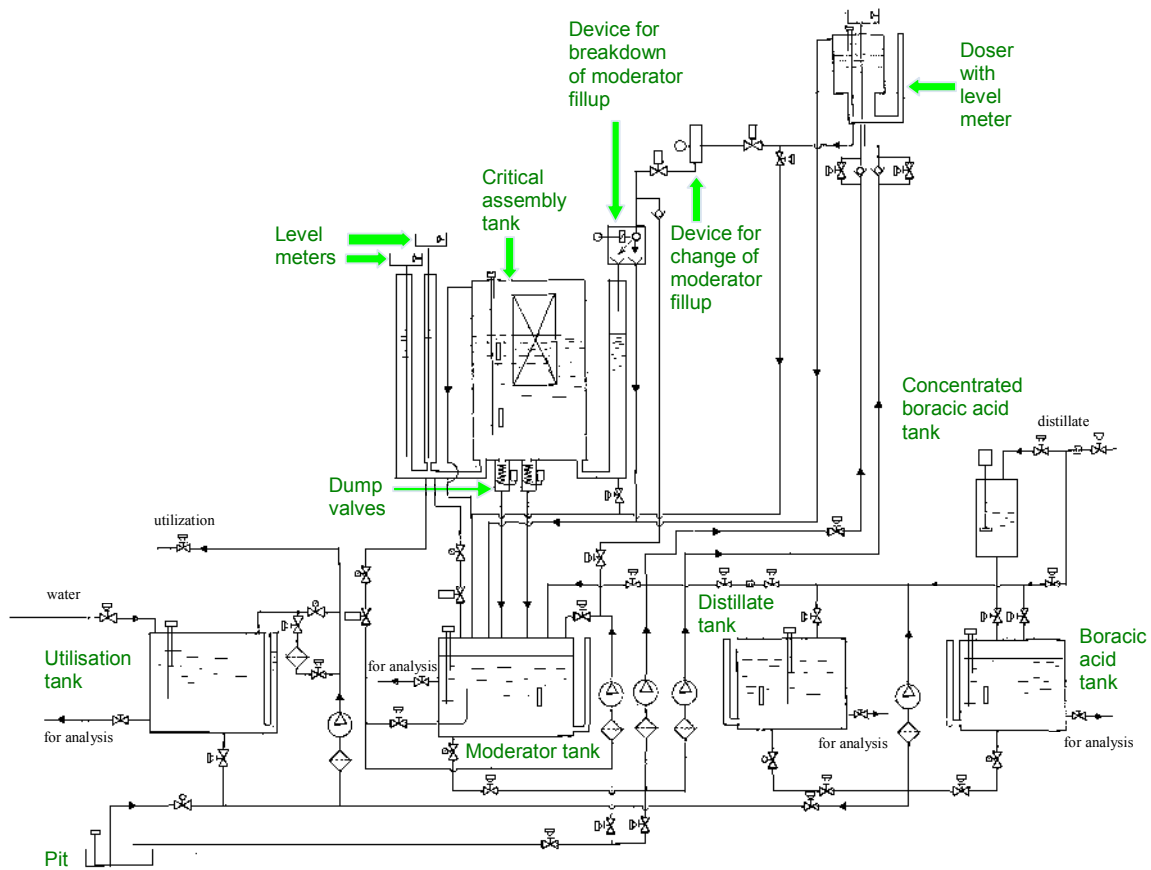 Device for
breakdown
of moderator
fillup
Doser
with
level
meter
Critical
assembly
tank
Level
meters
Device for
change of
moderator
fillup
Concentrated
boracic acid
tank
distillate
Dump
valves
utilization
water
Distillate
tank
Utilisation
tank
Boracic
acid
tank
for analysis
for analysis
Moderator tank
for analysis
for analysis
Pit